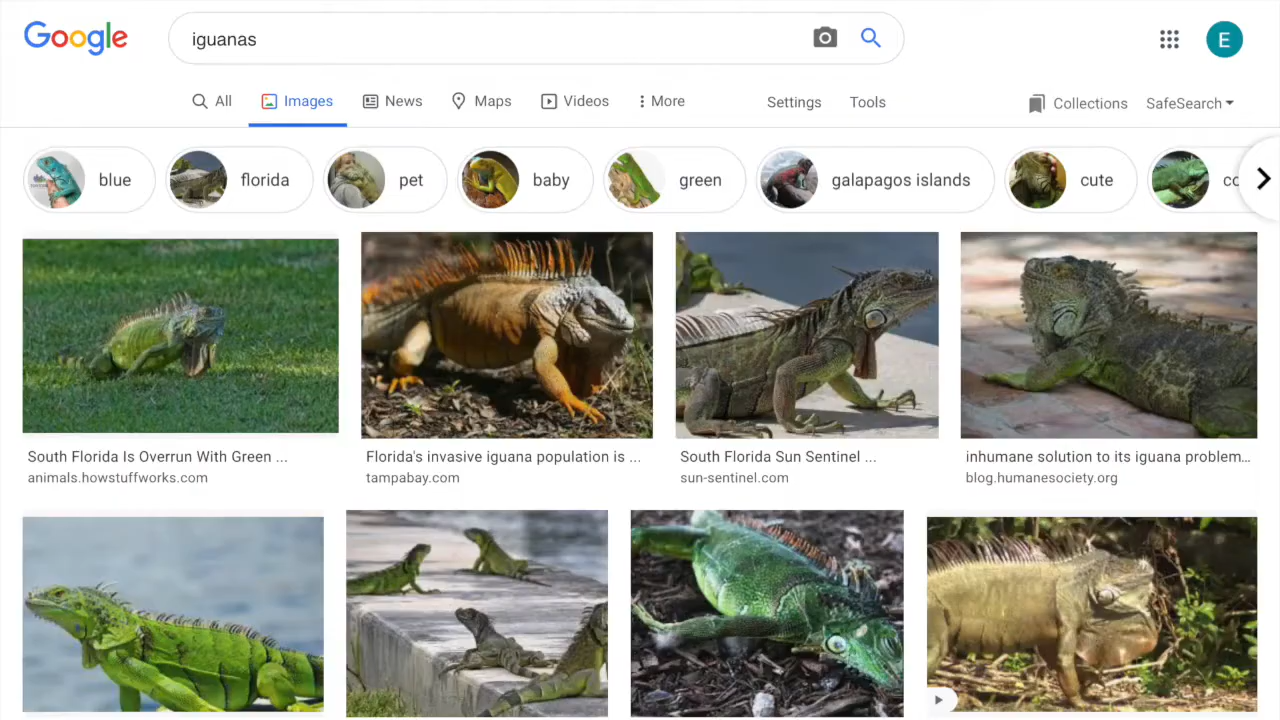 Google
iguanas
E
All
Images
News
Maps
Videos
More
Settings
Tools
Collections
SafeSearch
blue
florida
pet
baby
green
galapagos islands
cute
South Florida Is Overrun With Green ...
animals.howstuffworks.com
Florida's invasive iguana population is ...
tampabay.com
South Florida Sun Sentinel ...
sun-sentinel.com
inhumane solution to its iguana problem...
blog.humanesociety.org